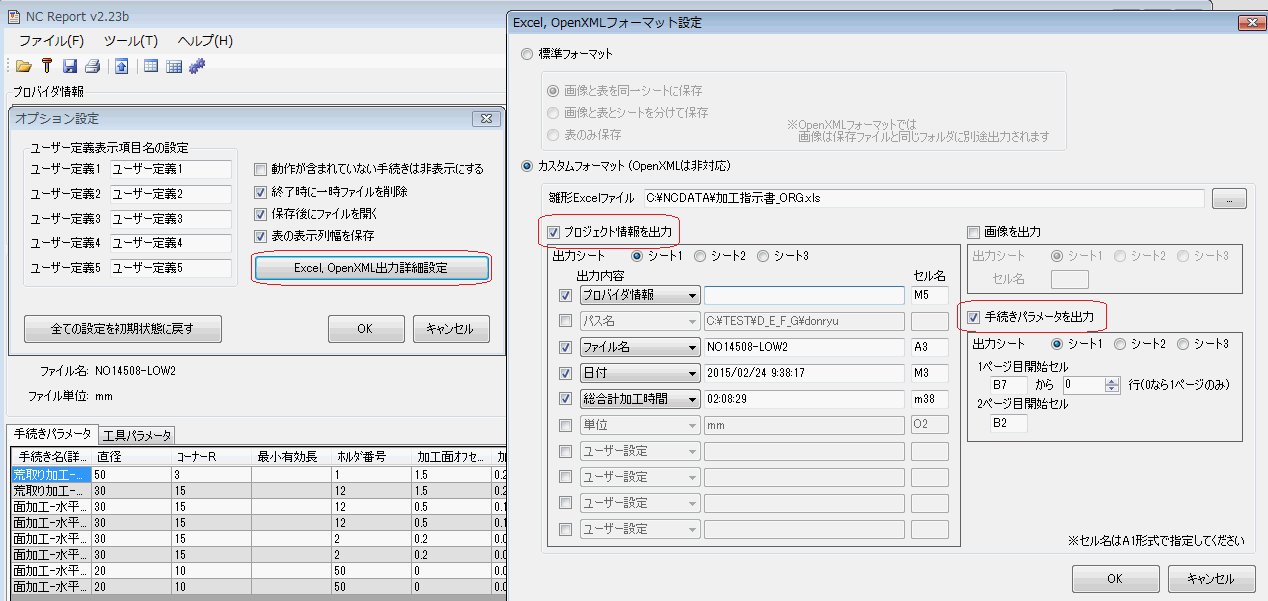 NC Report v2.23b
ファイル(F) ツール(T) ヘルプ(H)
プロバイダ情報
オプション設定
ユーザー定義表示項目名の設定
ユーザー定義1 ユーザー定義1
ユーザー定義2 ユーザー定義2
ユーザー定義3 ユーザー定義3
ユーザー定義4 ユーザー定義4
ユーザー定義5 ユーザー定義5
動作が含まれていない手続きは非表示にする
終了時に一時ファイルを削除
保存後にファイルを開く
表の表示列幅を保存
Excel, OpenXML出力詳細設定
全ての設定を初期状態に戻す
OK
キャンセル
ファイル名: NO14508-LOW2
ファイル単位: mm
手続きパラメータ 工具パラメータ
手続き名(詳... 直径 コーナーR 最小有効長 ホルダ番号 加工面オフセ... 加
荒取り加工-... 50 3 1 1.5 0.2
荒取り加工-... 30 15 12 1.5 0.2
面加工-水平... 30 15 12 0.5 0.1
面加工-水平... 30 15 12 0.5 0.1
面加工-水平... 30 15 2 0.2 0.0
面加工-水平... 30 15 2 0.2 0.0
面加工-水平... 20 10 50 0 0.0
面加工-水平... 20 10 50 0 0.0
Excel, OpenXMLフォーマット設定
標準フォーマット
画像と表を同一シートに保存
画像と表とシートを分けて保存
表のみ保存
※OpenXMLフォーマットでは
画像は保存ファイルと同じフォルダに別途出力されます
カスタムフォーマット (OpenXMLは非対応)
雛形Excelファイル C:¥NCDATA¥加工指示書_ORG.xls ...
プロジェクト情報を出力
出力シート シート1 シート2 シート3
出力内容 セル名
プロバイダ情報 M5
パス名 C:¥TEST¥D_E_F_G¥donryu
ファイル名 NO14508-LOW2 A3
日付 2015/02/24 9:38:17 M3
総合計加工時間 02:08:29 m38
単位 mm O2
ユーザー設定
ユーザー設定
ユーザー設定
ユーザー設定
画像を出力
出力シート シート1 シート2 シート3
セル名
手続きパラメータを出力
出力シート シート1 シート2 シート3
1ページ目開始セル
B7 から 0 行(0なら1ページのみ)
2ページ目開始セル
B2
※セル名はA1形式で指定してください
OK
キャンセル